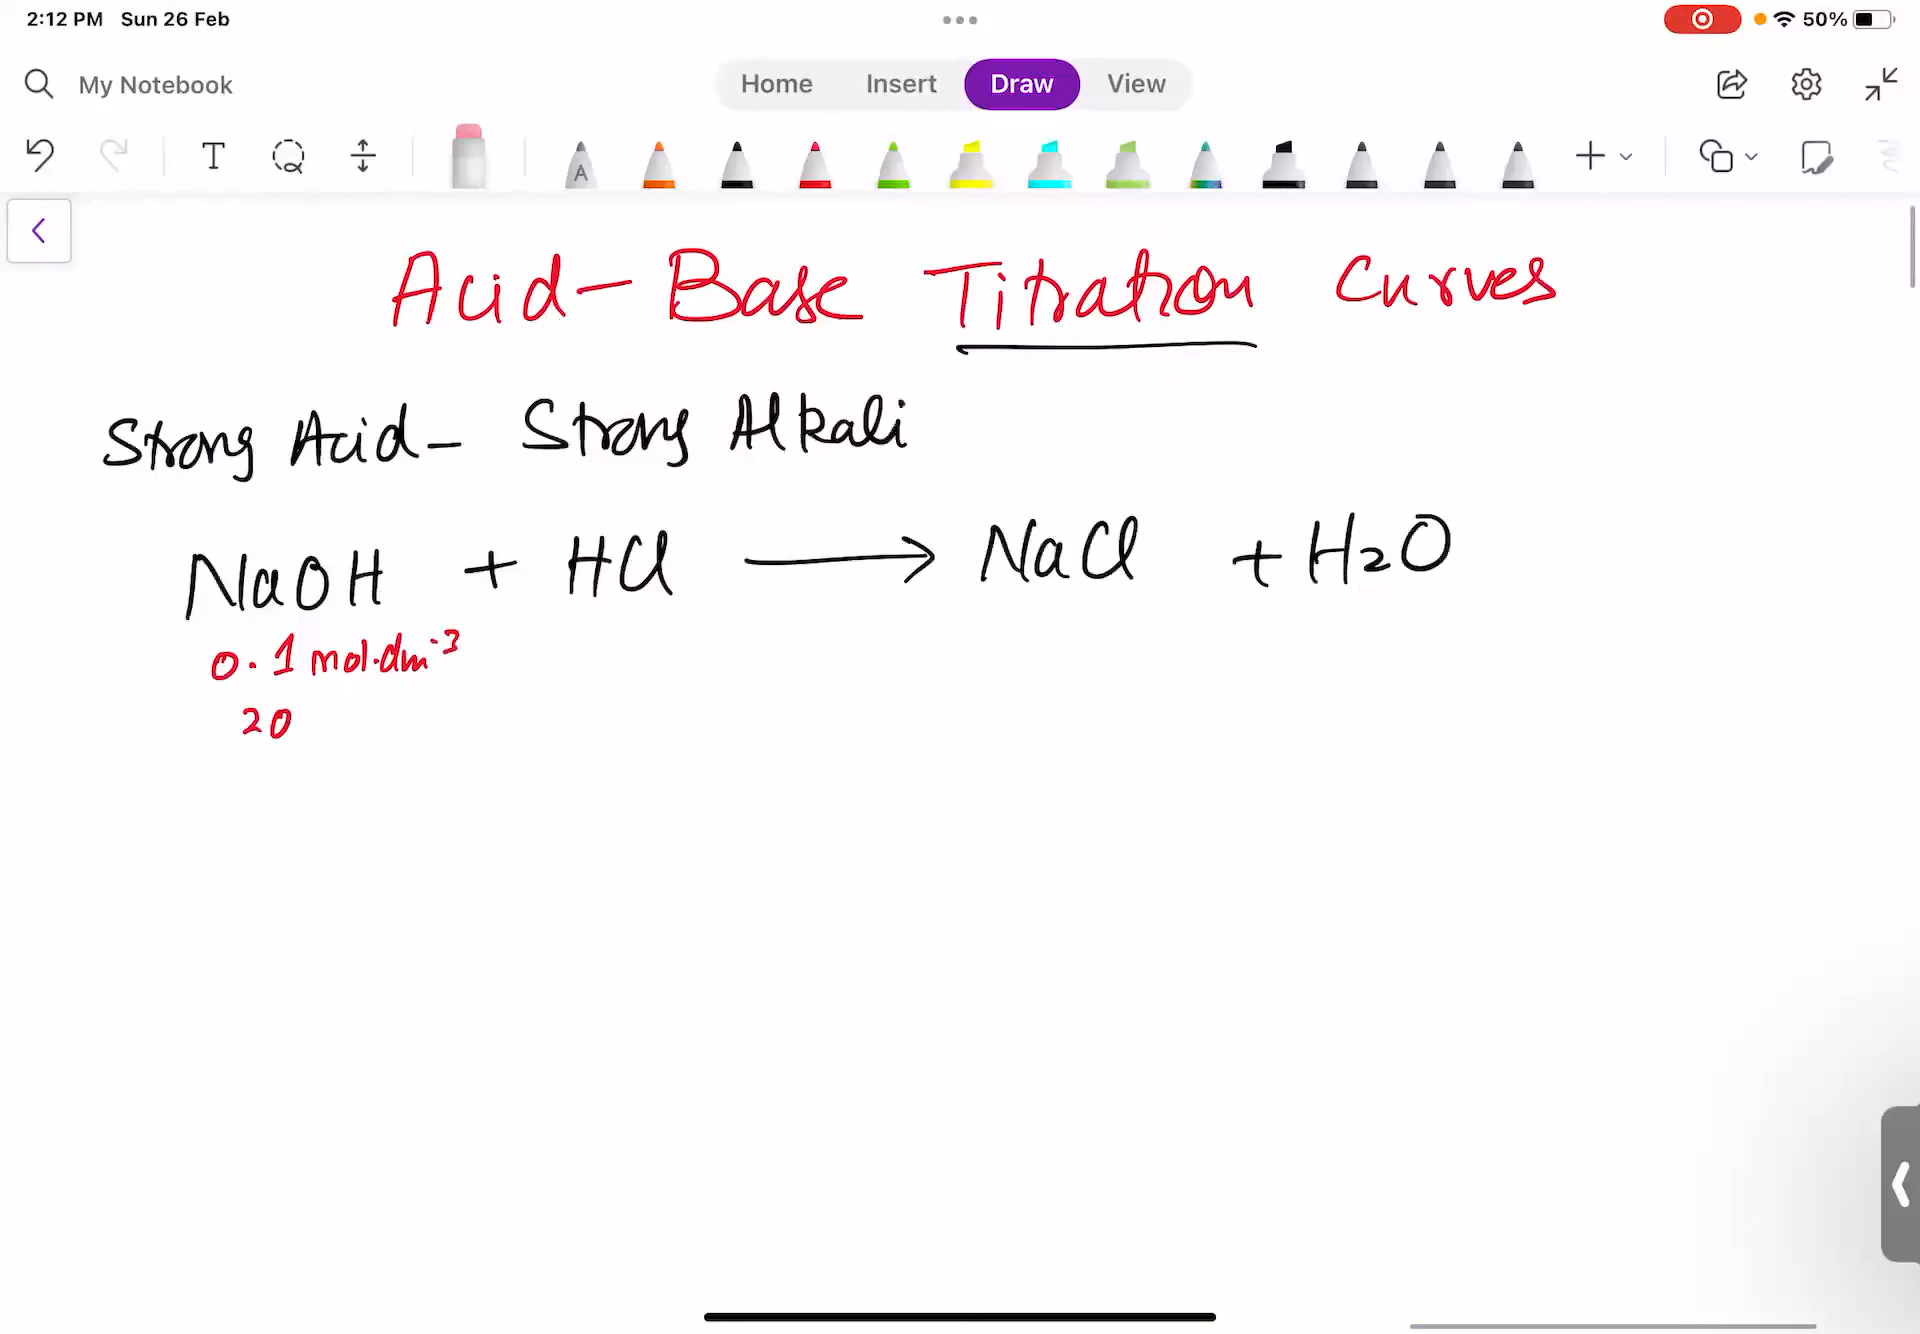 2:12 PM Sun 26 Feb
50%
My Notebook
Home Insert Draw View
T
A
Acid - Base Titration Curves
Strong Acid - Strong Alkali
NaOH + HCl ⟶ NaCl + H₂O
0.1 mol.dm⁻³
20